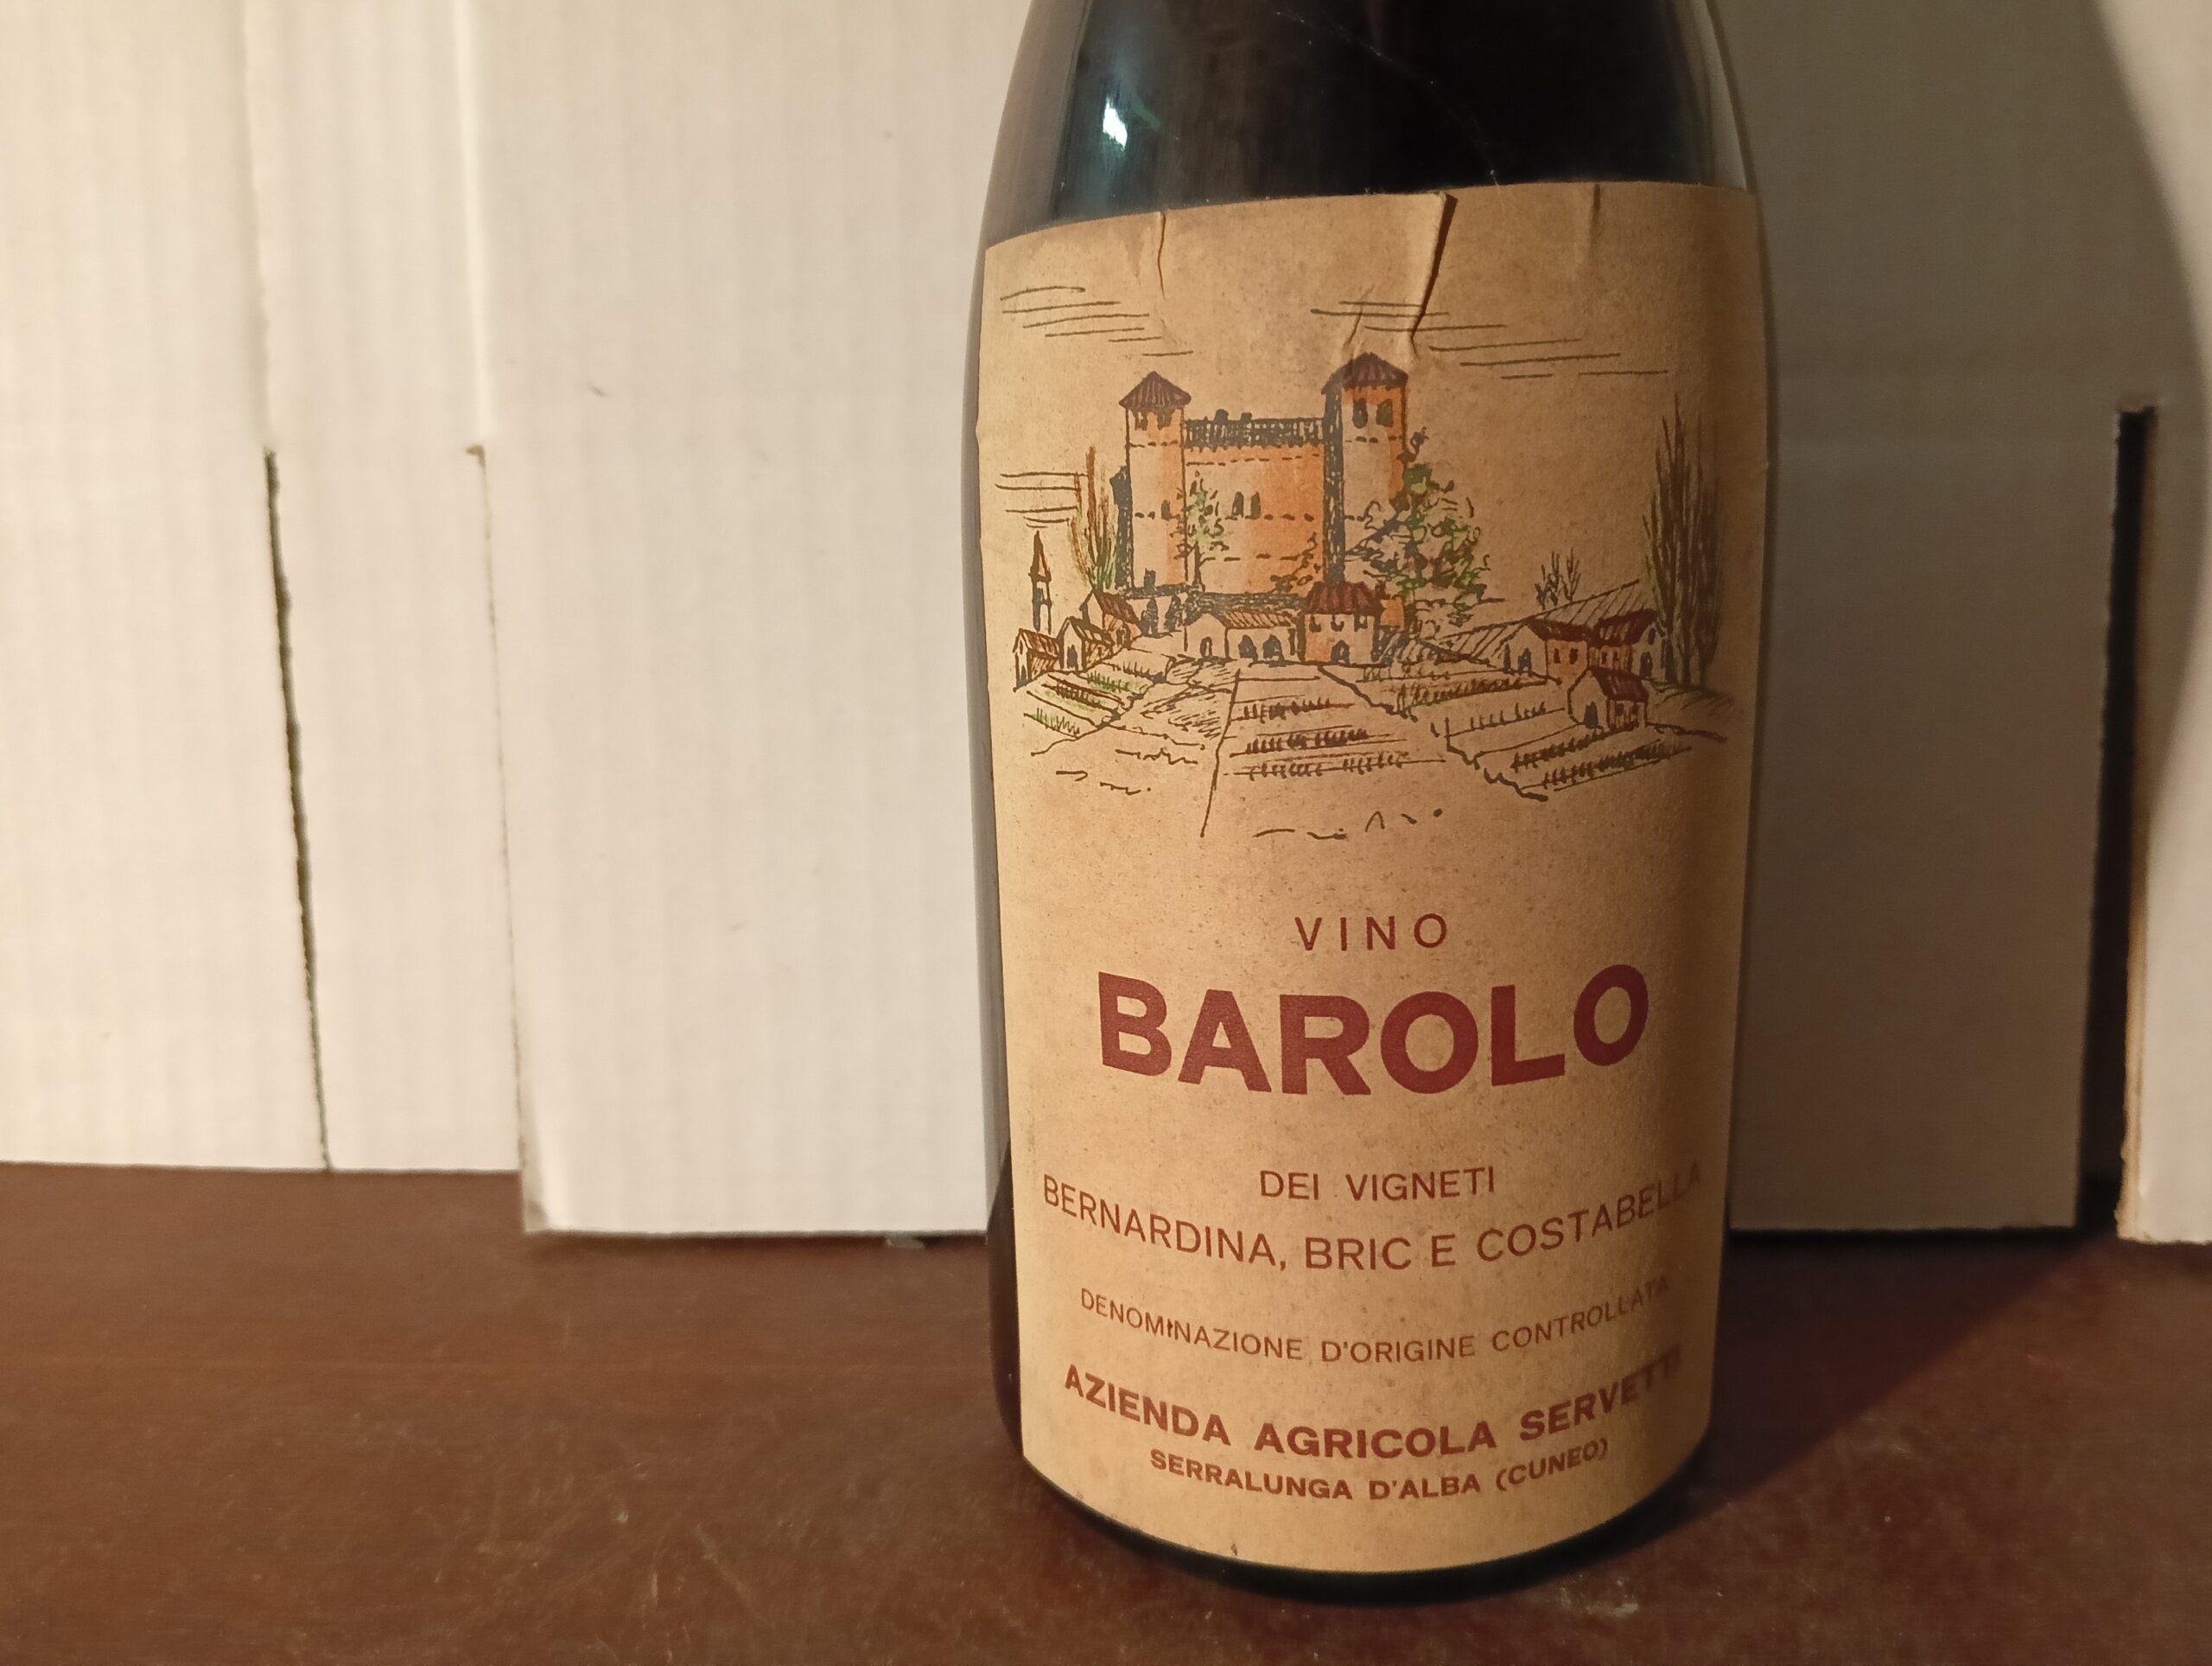 VINO
BAROLO
DEI VIGNETI
BERNARDINA, BRIC E COSTABELLA
DENOMINAZIONE D'ORIGINE CONTROLLATA
AZIENDA AGRICOLA SERVETTI
SERRALUNGA D'ALBA (CUNEO)